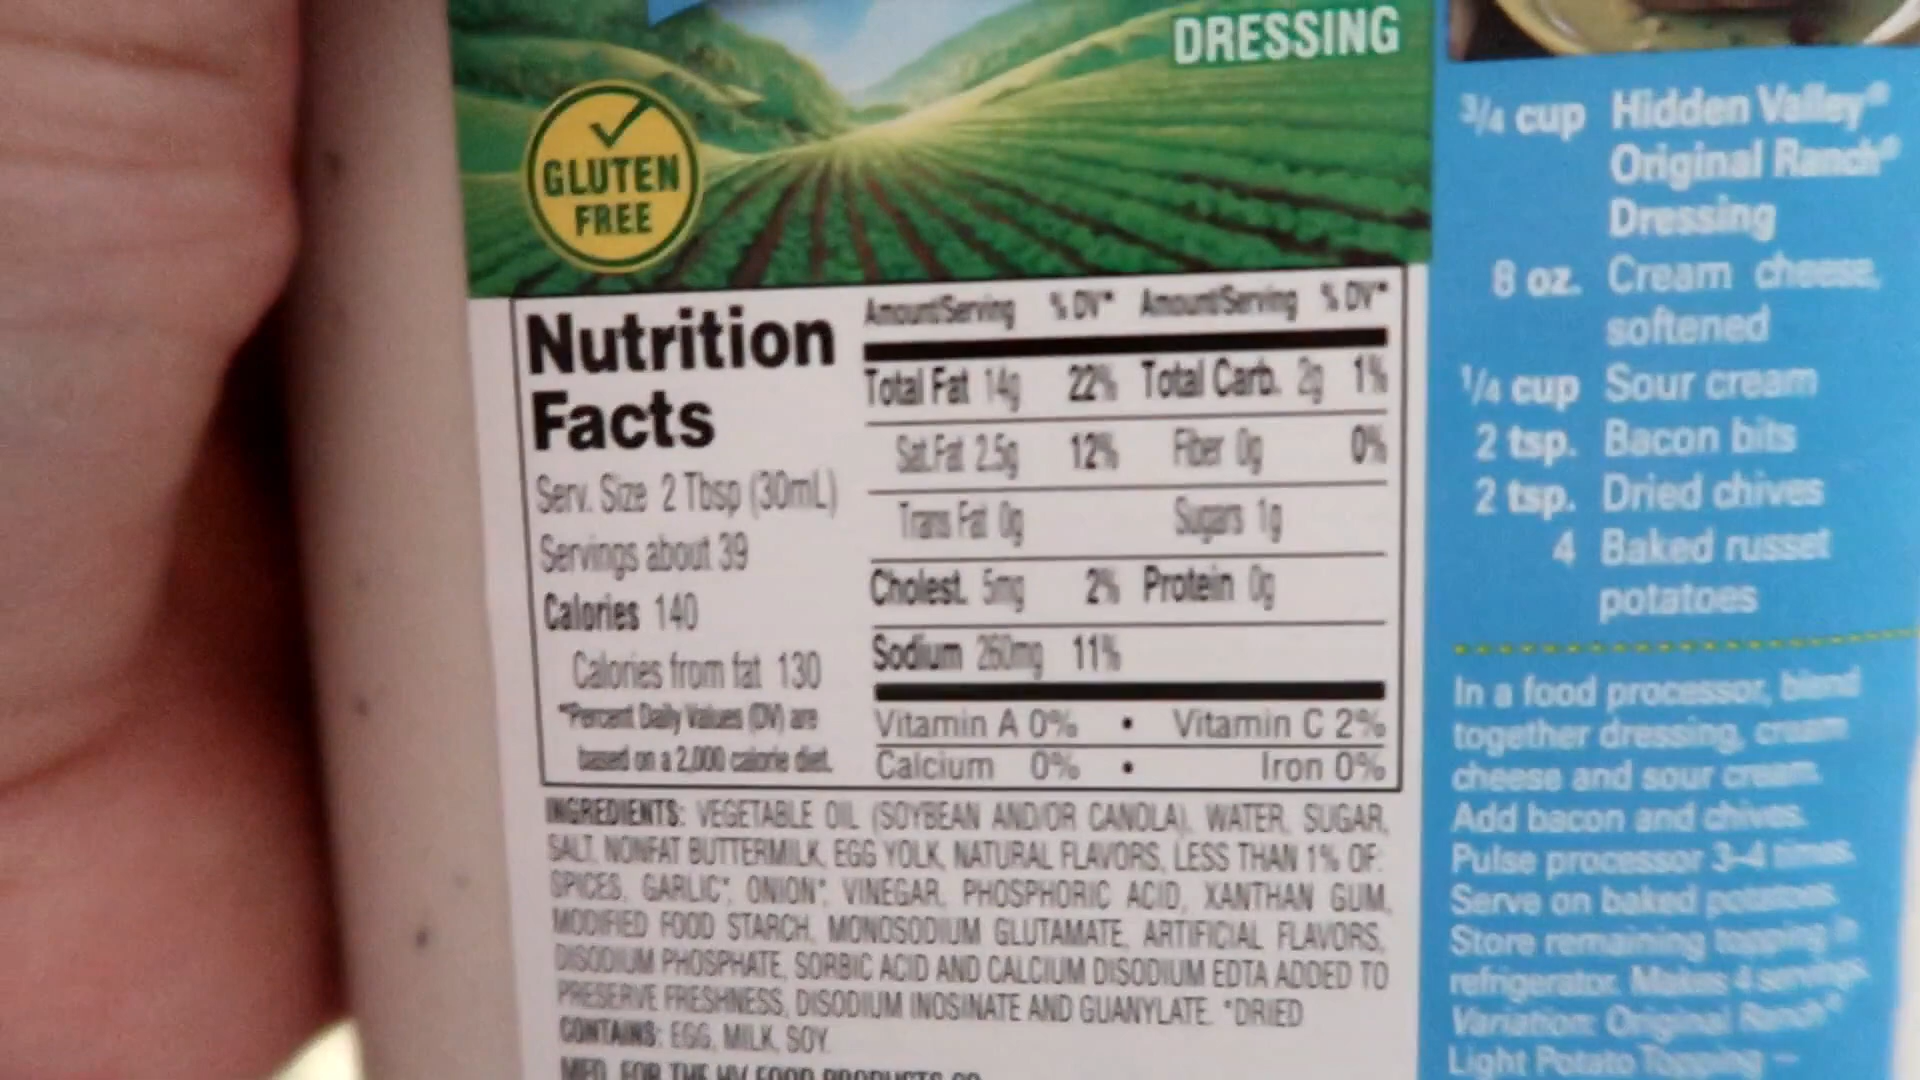 DRESSING
GLUTEN
FREE
Nutrition
Facts
Serv. Size 2 Tbsp (30mL)
Servings about 39
Calories 140
Calories from fat 130
*Percent Daily Values (DV) are
based on a 2,000 calorie diet.
Amount/Serving % DV* Amount/Serving % DV*
Total Fat 14g 22% Total Carb. 2g 1%
Sat.Fat 2.5g 12% Fiber 0g 0%
Trans Fat 0g Sugars 1g
Cholest. 5mg 2% Protein 0g
Sodium 260mg 11%
Vitamin A 0% • Vitamin C 2%
Calcium 0% • Iron 0%
INGREDIENTS: VEGETABLE OIL (SOYBEAN AND/OR CANOLA), WATER, SUGAR,
SALT, NONFAT BUTTERMILK, EGG YOLK, NATURAL FLAVORS, LESS THAN 1% OF:
SPICES, GARLIC*, ONION*, VINEGAR, PHOSPHORIC ACID, XANTHAN GUM,
MODIFIED FOOD STARCH, MONOSODIUM GLUTAMATE, ARTIFICIAL FLAVORS,
DISODIUM PHOSPHATE, SORBIC ACID AND CALCIUM DISODIUM EDTA ADDED TO
PRESERVE FRESHNESS, DISODIUM INOSINATE AND GUANYLATE. *DRIED
CONTAINS: EGG, MILK, SOY.
MFD. FOR THE HV FOOD PRODUCTS CO.
3/4 cup Hidden Valley®
Original Ranch®
Dressing
8 oz. Cream cheese,
softened
1/4 cup Sour cream
2 tsp. Bacon bits
2 tsp. Dried chives
4 Baked russet
potatoes
In a food processor, blend
together dressing, cream
cheese and sour cream.
Add bacon and chives.
Pulse processor 3-4 times.
Serve on baked potatoes.
Store remaining topping in
refrigerator. Makes 4 servings.
Variation: Original Ranch®
Light Potato Topping –